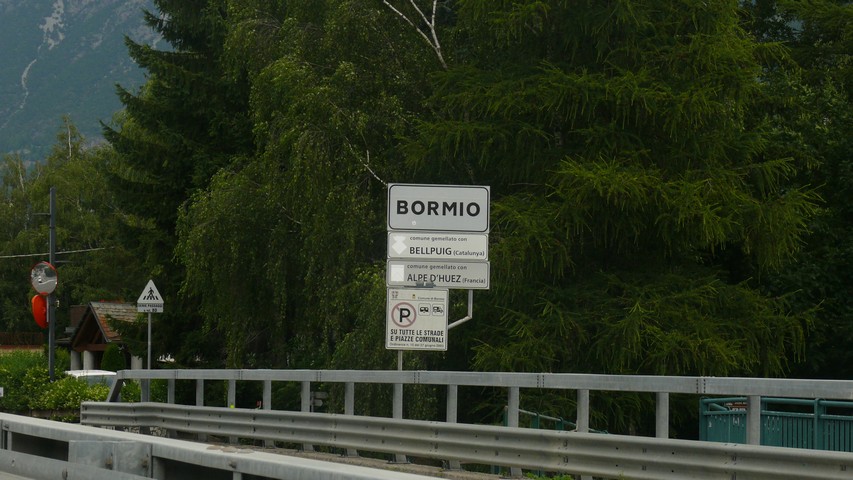 BORMIO
comune gemellato con
BELLPUIG (Catalunya)
comune gemellato con
ALPE D'HUEZ (Francia)
P
SU TUTTE LE STRADE
E PIAZZE COMUNALI